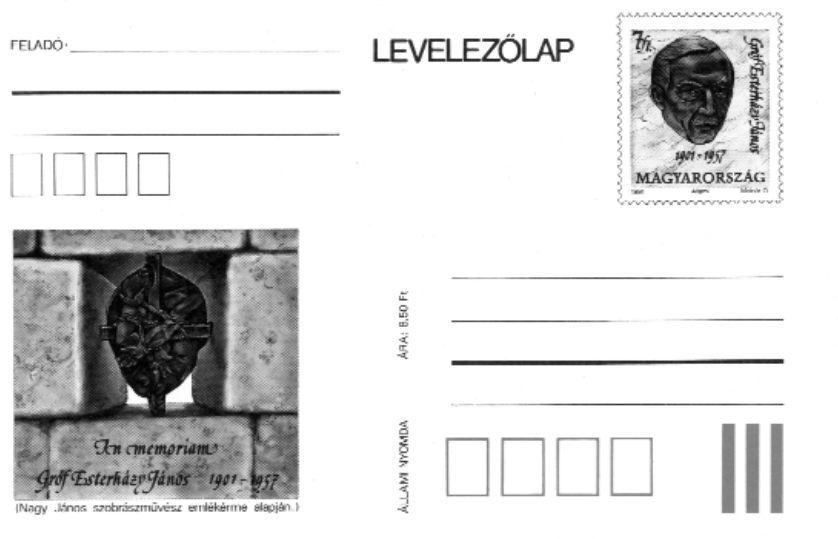 FELADÓ:
LEVELEZŐLAP
7 ft.
Gróf Esterházy János
1901-1957
MAGYARORSZÁG
ÁRA: 8,50 Ft
ÁLLAMI NYOMDA
In memoriam
Gróf Esterházy János 1901-1957
(Nagy János szobrászművész emlékérme alapján.)